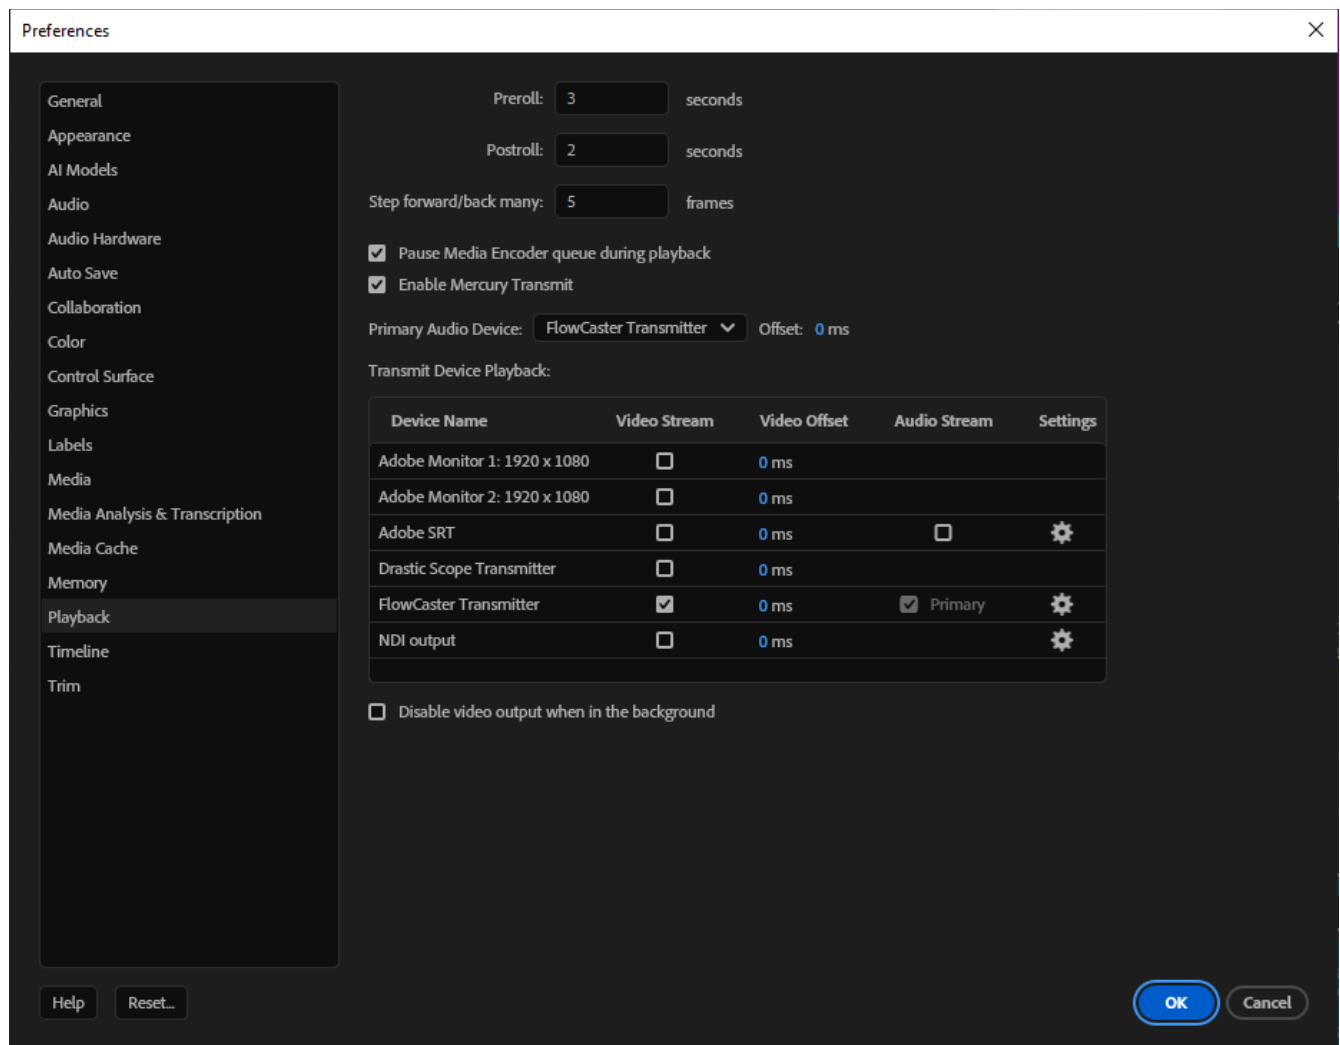 Preferences
General
Appearance
AI Models
Audio
Audio Hardware
Auto Save
Collaboration
Color
Control Surface
Graphics
Labels
Media
Media Analysis & Transcription
Media Cache
Memory
Playback
Timeline
Trim
Preroll: 3 seconds
Postroll: 2 seconds
Step forward/back many: 5 frames
Pause Media Encoder queue during playback
Enable Mercury Transmit
Primary Audio Device: FlowCaster Transmitter Offset: 0 ms
Transmit Device Playback:
Device Name Video Stream Video Offset Audio Stream Settings
Adobe Monitor 1: 1920 x 1080 0 ms
Adobe Monitor 2: 1920 x 1080 0 ms
Adobe SRT 0 ms
Drastic Scope Transmitter 0 ms
FlowCaster Transmitter 0 ms Primary
NDI output 0 ms
Disable video output when in the background
Help Reset... OK Cancel